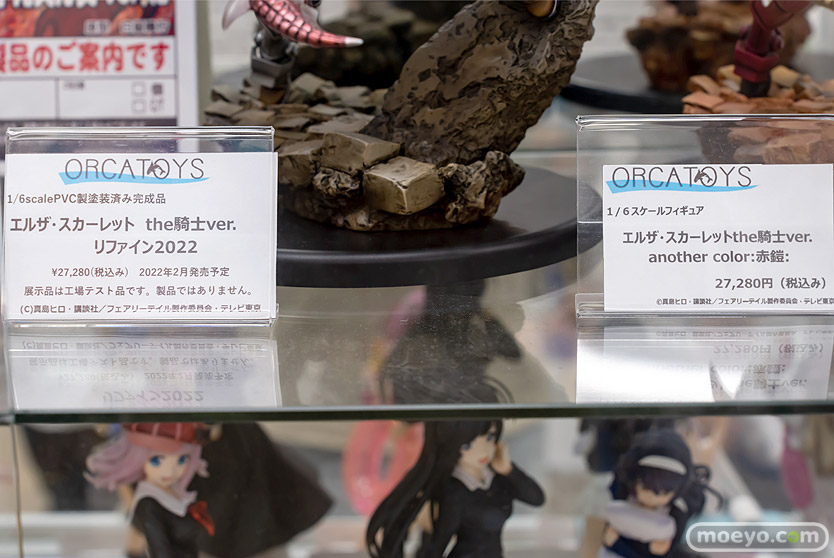 製品のご案内です
ORCATOYS
1/6scalePVC製塗装済み完成品
エルザ・スカーレット the騎士ver.
リファイン2022
¥27,280(税込み) 2022年2月発売予定
展示品は工場テスト品です。製品ではありません。
(C)真島ヒロ・講談社／フェアリーテイル製作委員会・テレビ東京
ORCATOYS
1/6スケールフィギュア
エルザ・スカーレットthe騎士ver.
another color:赤鎧:
27,280円（税込み）
©真島ヒロ・講談社／フェアリーテイル製作委員会・テレビ東京
moeyo.com